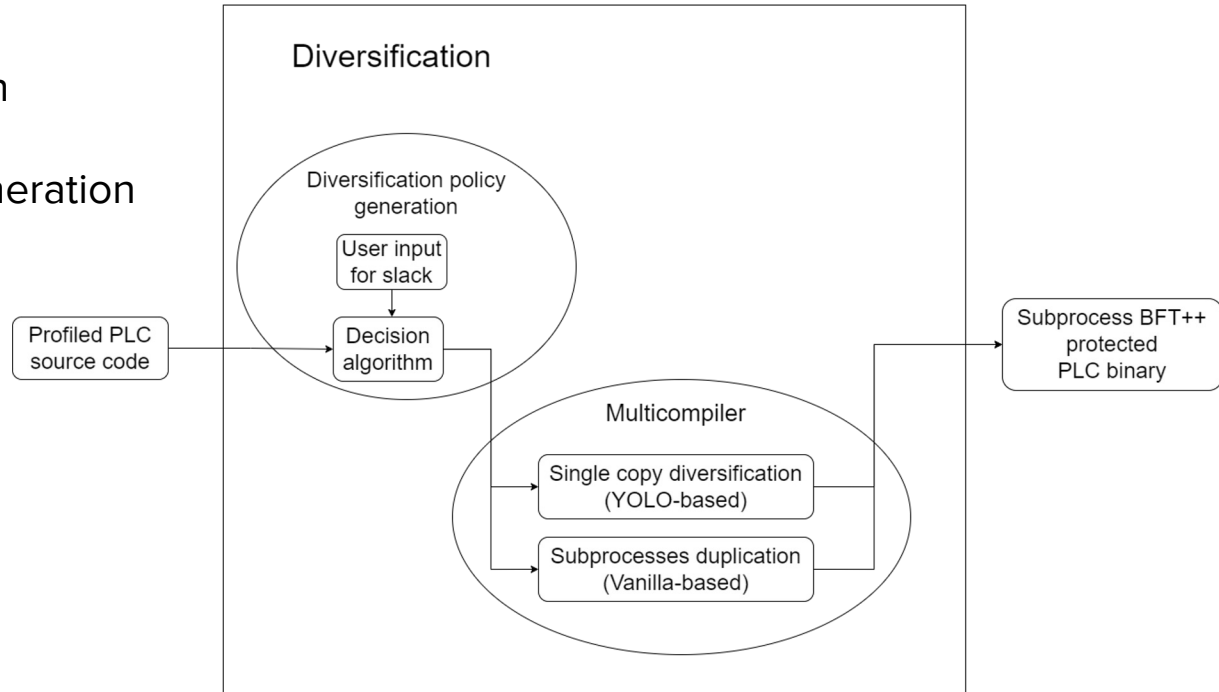 Diversification
Diversification policy
generation
User input
for slack
Decision
algorithm
Profiled PLC
source code
Multicompiler
Single copy diversification
(YOLO-based)
Subprocesses duplication
(Vanilla-based)
Subprocess BFT++
protected
PLC binary